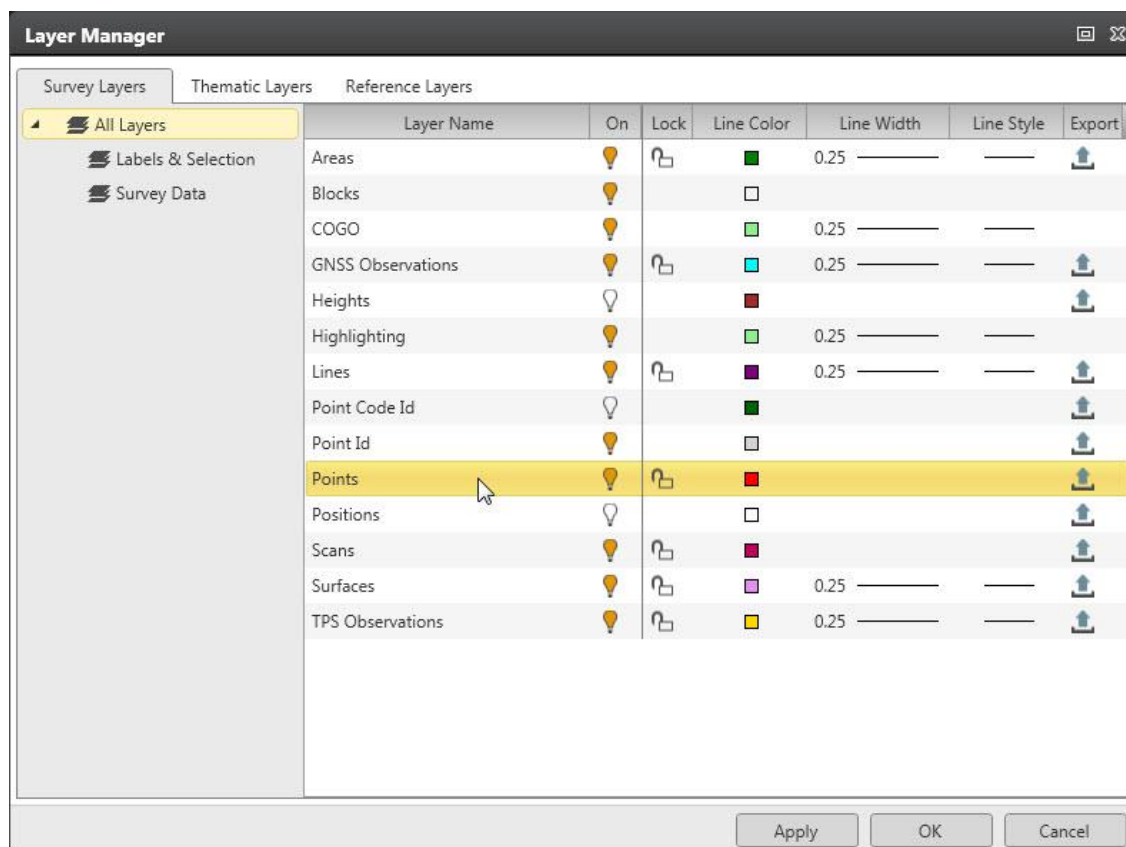 Layer Manager
Survey Layers Thematic Layers Reference Layers
All Layers
Labels & Selection
Survey Data
Layer Name On Lock Line Color Line Width Line Style Export
Areas 0.25
Blocks
COGO 0.25
GNSS Observations 0.25
Heights
Highlighting 0.25
Lines 0.25
Point Code Id
Point Id
Points
Positions
Scans
Surfaces 0.25
TPS Observations 0.25
Apply OK Cancel